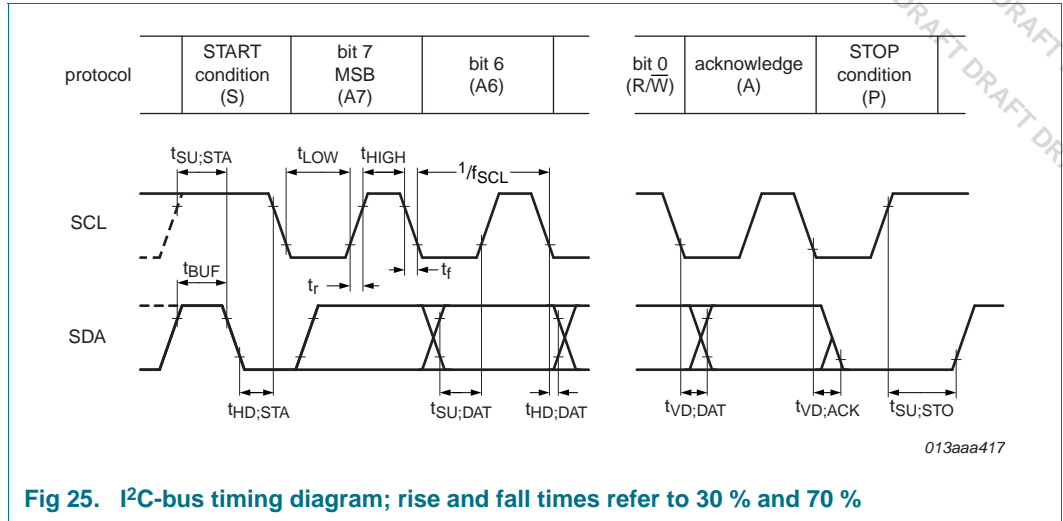 DRAFT DRAFT DRAFT
DRAFT DRAFT DRA
protocol
START
condition
(S)
bit 7
MSB
(A7)
bit 6
(A6)
bit 0
(R/W̅)
acknowledge
(A)
STOP
condition
(P)
tSU;STA
tLOW
tHIGH
1/fSCL
SCL
tBUF
tr
tf
SDA
tHD;STA
tSU;DAT
tHD;DAT
tVD;DAT
tVD;ACK
tSU;STO
013aaa417
Fig 25. I²C-bus timing diagram; rise and fall times refer to 30 % and 70 %